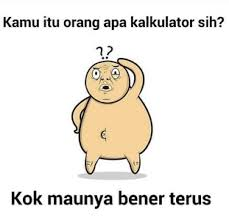 Kamu itu orang apa kalkulator sih?
??
Kok maunya bener terus